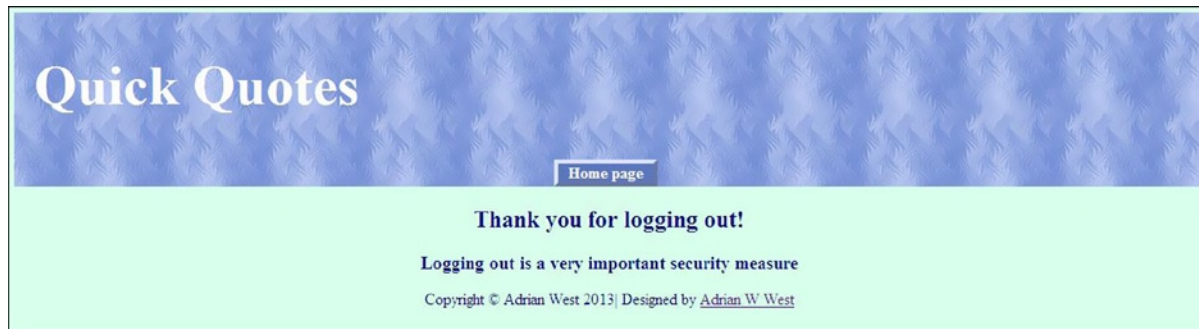 Quick Quotes
Home page
Thank you for logging out!
Logging out is a very important security measure
Copyright © Adrian West 2013| Designed by Adrian W West